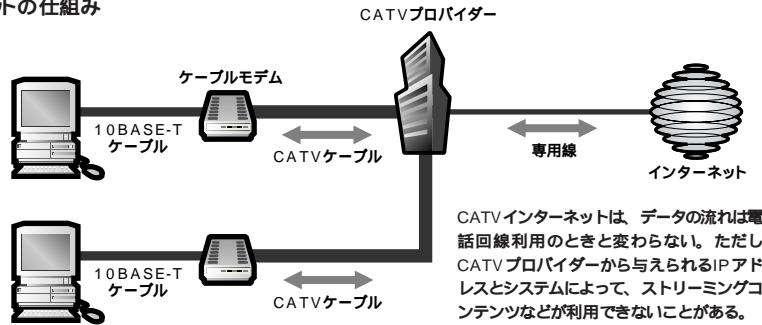 トの仕組み
CATVプロバイダー
ケーブルモデム
10BASE-T
ケーブル
CATVケーブル
専用線
インターネット
10BASE-T
ケーブル
CATVケーブル
CATVインターネットは、データの流れは電
話回線利用のときと変わらない。ただし
CATVプロバイダーから与えられるIPアド
レスとシステムによって、ストリーミングコ
ンテンツなどが利用できないことがある。